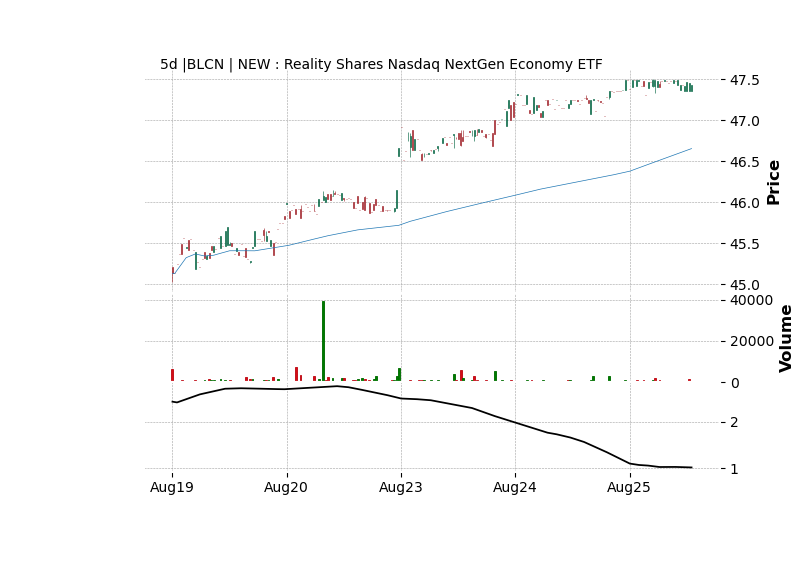 5d |BLCN | NEW : Reality Shares Nasdaq NextGen Economy ETF
47.5
47.0
46.5
46.0
45.5
45.0
Price
40000
20000
0
Volume
2
1
Aug19 Aug20 Aug23 Aug24 Aug25